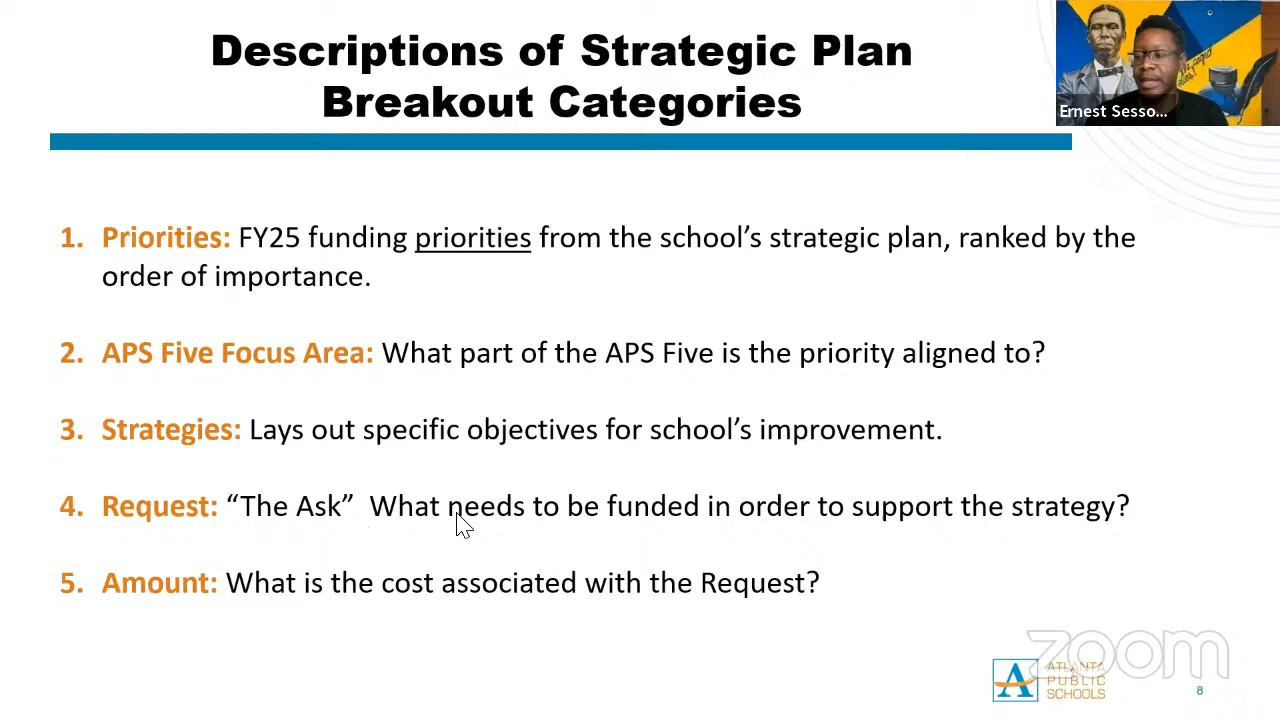 Descriptions of Strategic Plan
Breakout Categories
Ernest Sesso...
1. Priorities: FY25 funding priorities from the school’s strategic plan, ranked by the
order of importance.
2. APS Five Focus Area: What part of the APS Five is the priority aligned to?
3. Strategies: Lays out specific objectives for school’s improvement.
4. Request: “The Ask” What needs to be funded in order to support the strategy?
5. Amount: What is the cost associated with the Request?
zoom
ATLANTA
PUBLIC
SCHOOLS
8